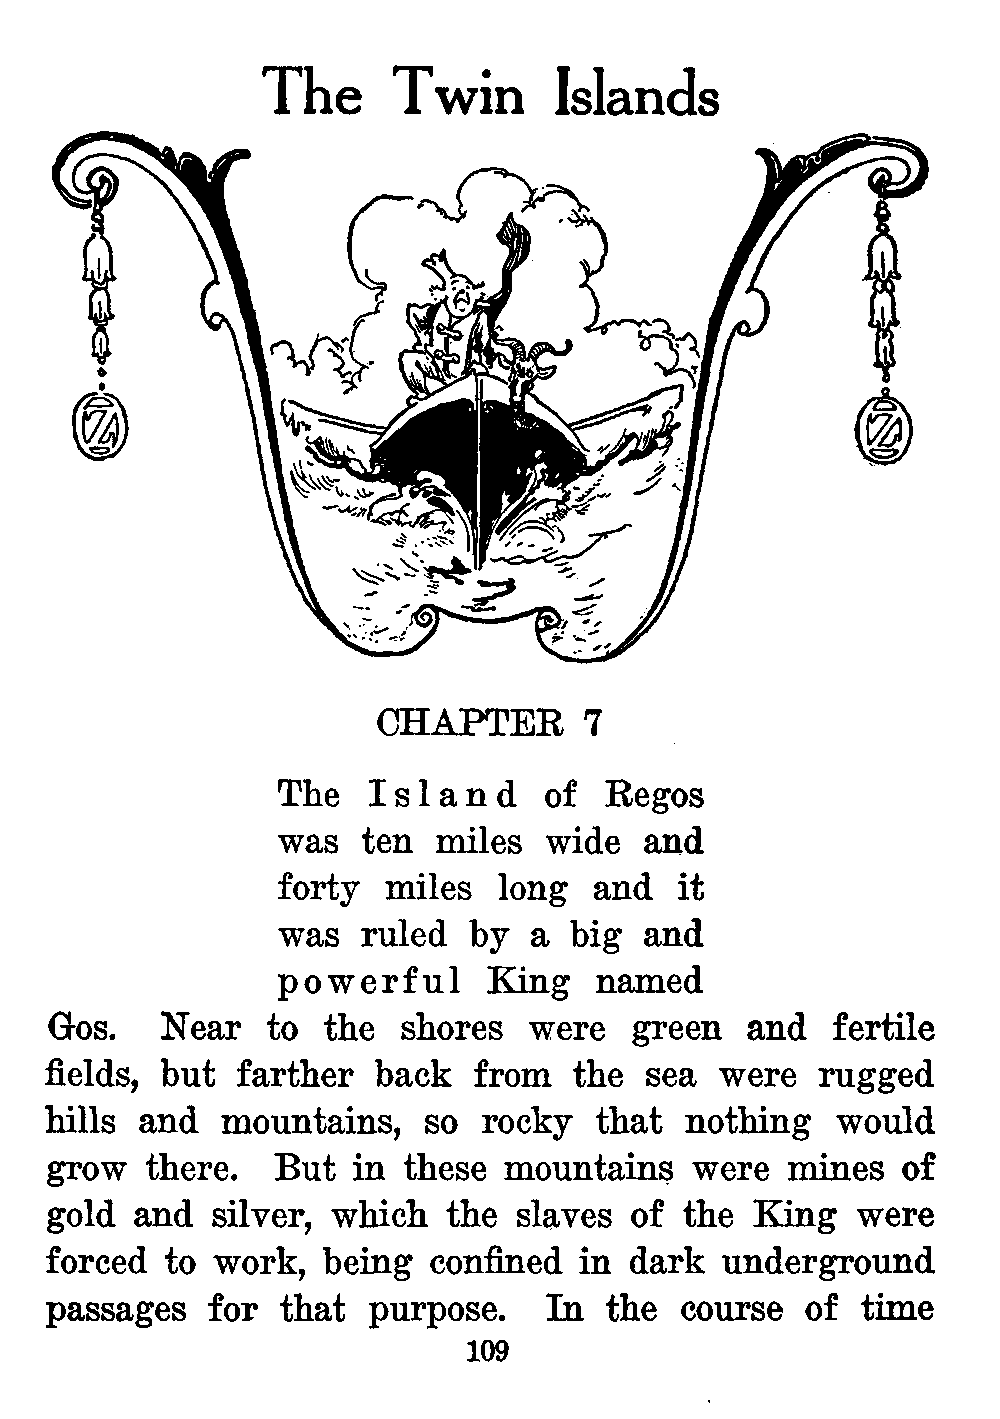 The Twin Islands
OZ
OZ
CHAPTER 7
The Island of Regos
was ten miles wide and
forty miles long and it
was ruled by a big and
powerful King named
Gos. Near to the shores were green and fertile
fields, but farther back from the sea were rugged
hills and mountains, so rocky that nothing would
grow there. But in these mountains were mines of
gold and silver, which the slaves of the King were
forced to work, being confined in dark underground
passages for that purpose. In the course of time
109